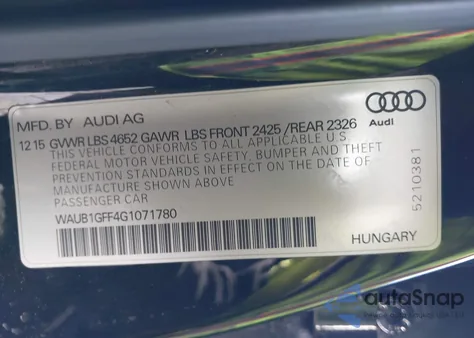 MFD. BY AUDI AG
12 15 GVWR LBS 4652 GAWR LBS FRONT 2425 /REAR 2326
THIS VEHICLE CONFORMS TO ALL APPLICABLE U.S.
FEDERAL MOTOR VEHICLE SAFETY, BUMPER AND THEFT
PREVENTION STANDARDS IN EFFECT ON THE DATE OF
MANUFACTURE SHOWN ABOVE
PASSENGER CAR
WAUB1GFF4G1071780
Audi
5210381
HUNGARY
autoSnap